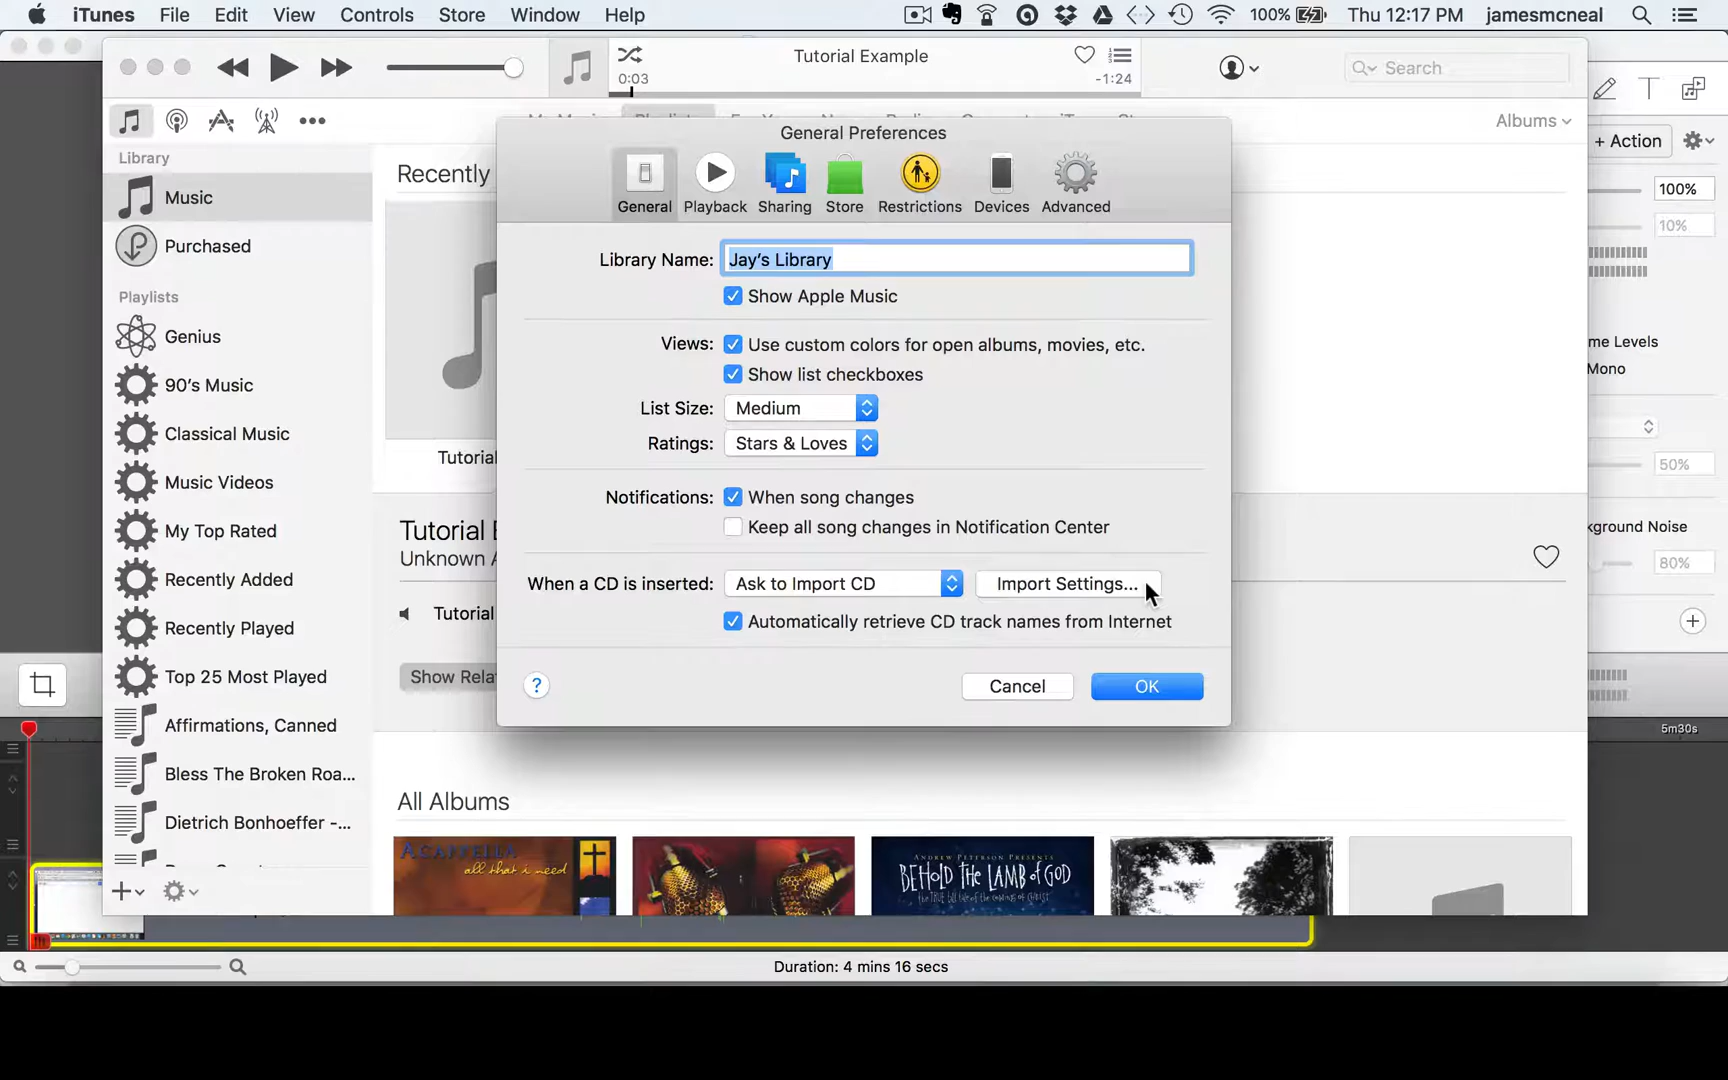 iTunes File Edit View Controls Store Window Help
100% Thu 12:17 PM jamesmcneal
Tutorial Example
0:03
-1:24
Search
Albums
+ Action
Library
Music
Purchased
Playlists
Genius
90's Music
Classical Music
Music Videos
My Top Rated
Recently Added
Recently Played
Top 25 Most Played
Affirmations, Canned
Bless The Broken Roa...
Dietrich Bonhoeffer -...
Recently
Tutorial
Tutorial E
Unknown A
Tutorial
Show Rela
All Albums
General Preferences
General Playback Sharing Store Restrictions Devices Advanced
Library Name: Jay's Library
Show Apple Music
Views: Use custom colors for open albums, movies, etc.
Show list checkboxes
List Size: Medium
Ratings: Stars & Loves
Notifications: When song changes
Keep all song changes in Notification Center
When a CD is inserted: Ask to Import CD Import Settings...
Automatically retrieve CD track names from Internet
? Cancel OK
ACAPPELLA
all that i need
ANDREW PETERSON PRESENTS
BEHOLD THE LAMB OF GOD
100%
10%
me Levels
Mono
50%
kground Noise
80%
5m30s
Duration: 4 mins 16 secs